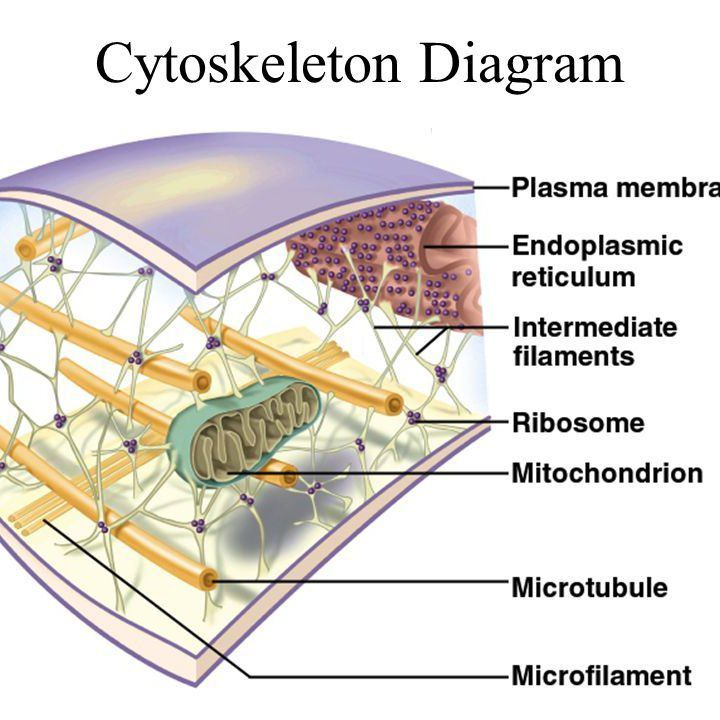 Cytoskeleton Diagram
Plasma membra
Endoplasmic
reticulum
Intermediate
filaments
Ribosome
Mitochondrion
Microtubule
Microfilament